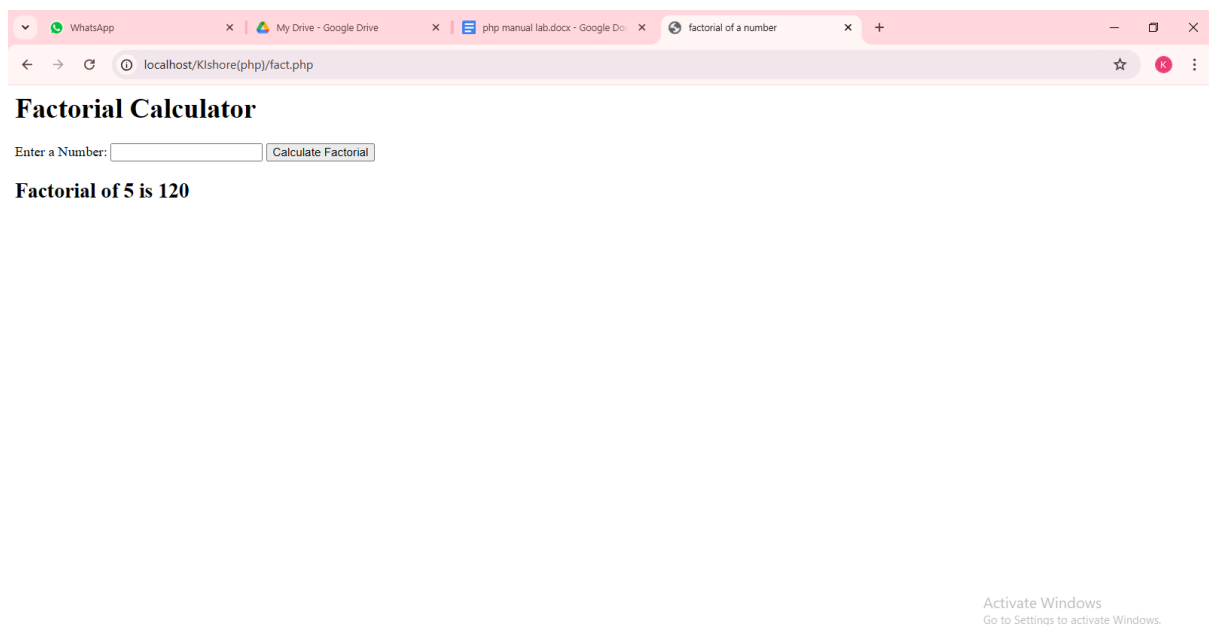 WhatsApp
My Drive - Google Drive
php manual lab.docx - Google Do
factorial of a number
localhost/KIshore(php)/fact.php
K
Factorial Calculator
Enter a Number:
Calculate Factorial
Factorial of 5 is 120
Activate Windows
Go to Settings to activate Windows.